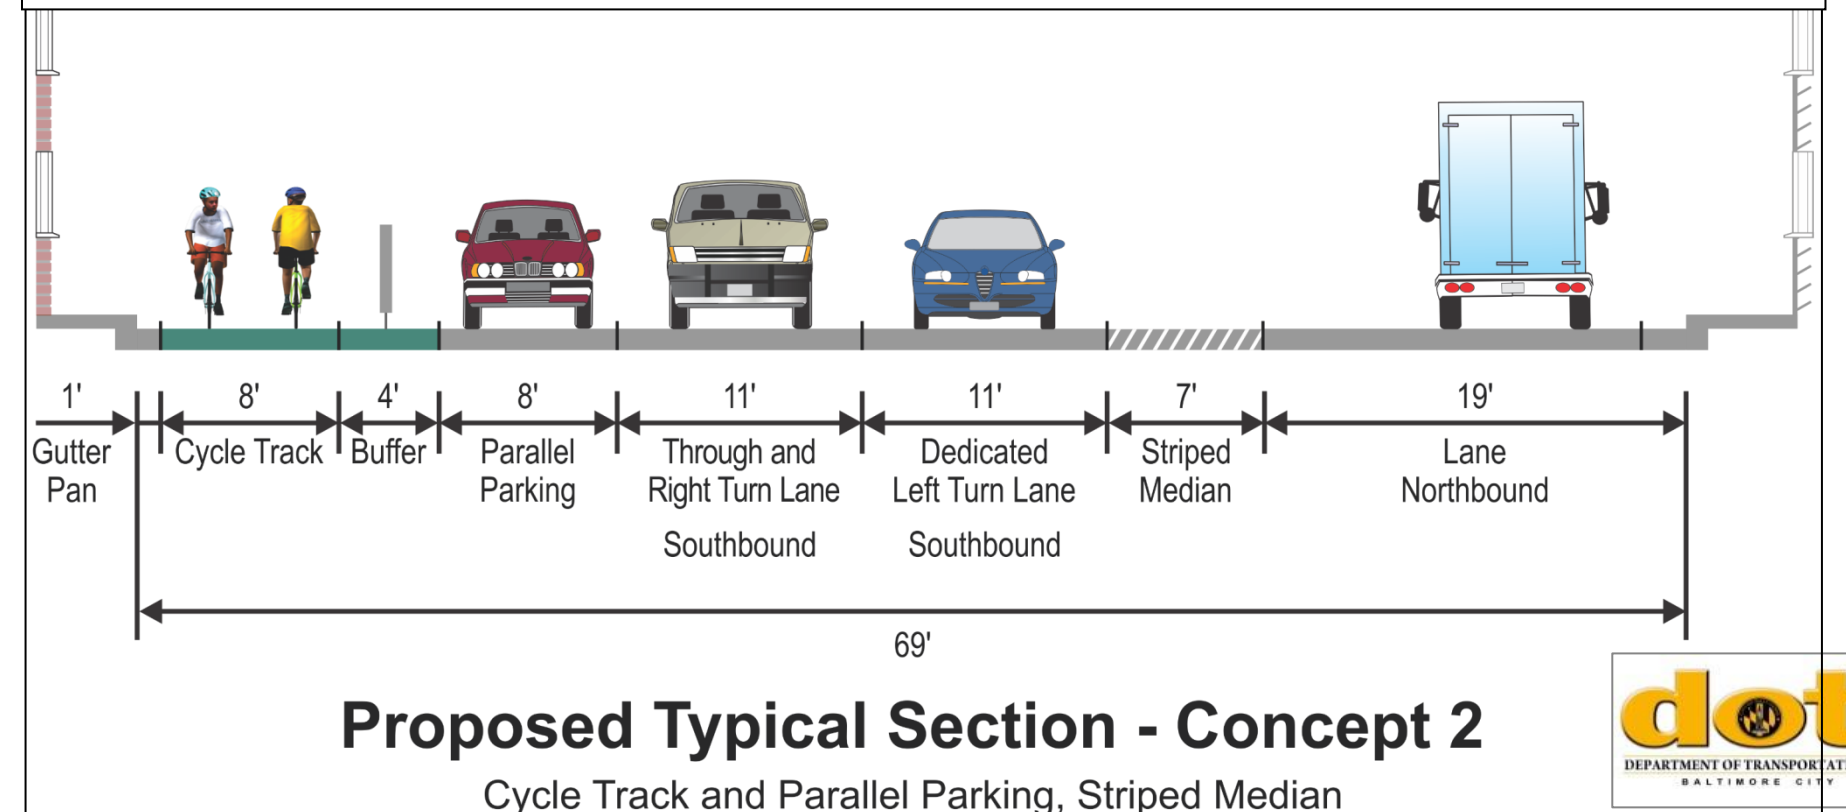 1'
8'
4'
8'
11'
11'
7'
19'
Gutter
Pan
Cycle Track
Buffer
Parallel
Parking
Through and
Right Turn Lane
Southbound
Dedicated
Left Turn Lane
Southbound
Striped
Median
Lane
Northbound
69'
Proposed Typical Section - Concept 2
Cycle Track and Parallel Parking, Striped Median
dot
DEPARTMENT OF TRANSPORTATI
BALTIMORE CITY